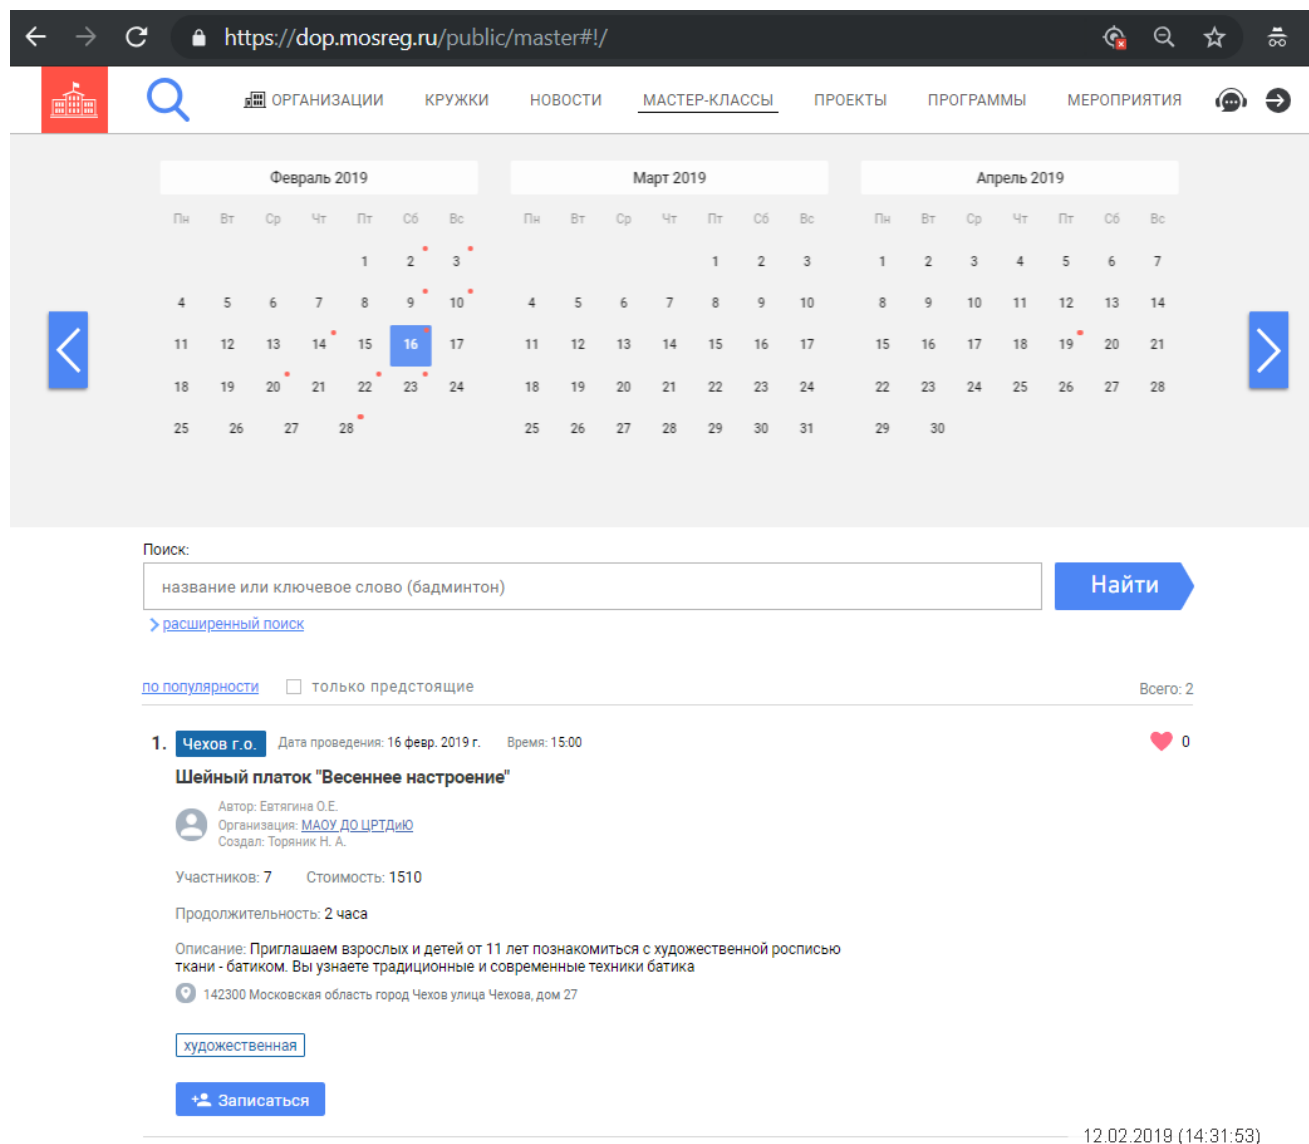 https://dop.mosreg.ru/public/master#!/
ОРГАНИЗАЦИИ КРУЖКИ НОВОСТИ МАСТЕР-КЛАССЫ ПРОЕКТЫ ПРОГРАММЫ МЕРОПРИЯТИЯ
Февраль 2019
Пн Вт Ср Чт Пт Сб Вс
1 2 3
4 5 6 7 8 9 10
11 12 13 14 15 16 17
18 19 20 21 22 23 24
25 26 27 28
Март 2019
Пн Вт Ср Чт Пт Сб Вс
1 2 3
4 5 6 7 8 9 10
11 12 13 14 15 16 17
18 19 20 21 22 23 24
25 26 27 28 29 30 31
Апрель 2019
Пн Вт Ср Чт Пт Сб Вс
1 2 3 4 5 6 7
8 9 10 11 12 13 14
15 16 17 18 19 20 21
22 23 24 25 26 27 28
29 30
Поиск:
название или ключевое слово (бадминтон) Найти
расширенный поиск
по популярности только предстоящие Всего: 2
1. Чехов г.о. Дата проведения: 16 февр. 2019 г. Время: 15:00 0
Шейный платок "Весеннее настроение"
Автор: Евтягина О.Е.
Организация: МАОУ ДО ЦРТДиЮ
Создал: Торяник Н. А.
Участников: 7 Стоимость: 1510
Продолжительность: 2 часа
Описание: Приглашаем взрослых и детей от 11 лет познакомиться с художественной росписью
ткани - батиком. Вы узнаете традиционные и современные техники батика
142300 Московская область город Чехов улица Чехова, дом 27
художественная
Записаться
12.02.2019 (14:31:53)